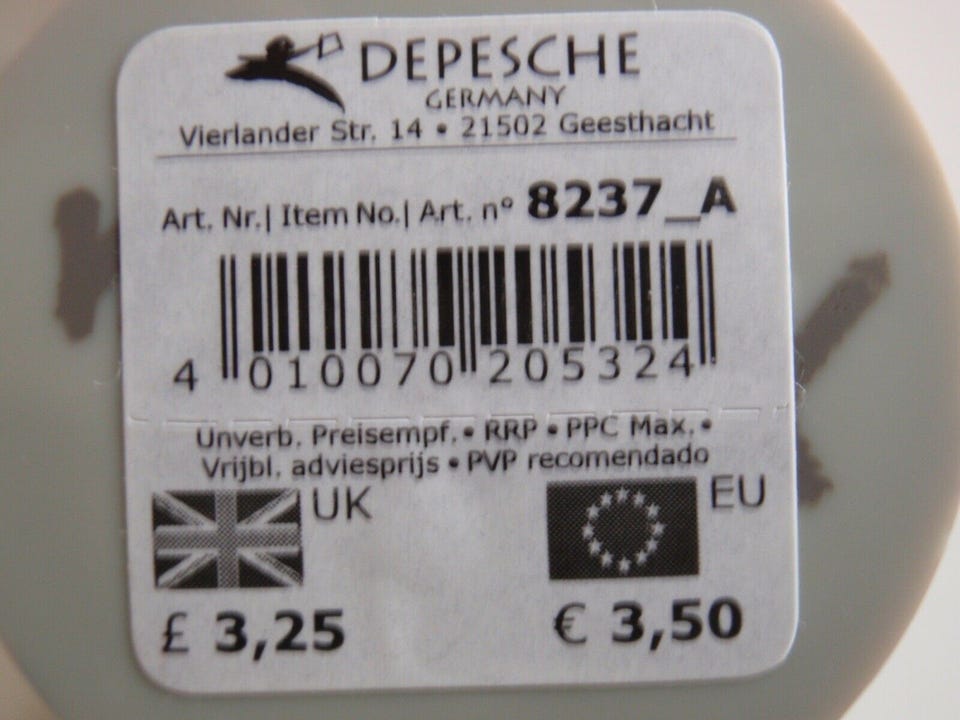 DEPESCHE
GERMANY
Vierlander Str. 14 • 21502 Geesthacht
Art. Nr.| Item No.| Art. nº 8237_A
4 010070 205324
Unverb. Preisempf. • RRP • PPC Max. •
Vrijbl. adviesprijs • PVP recomendado
UK EU
£ 3,25 € 3,50